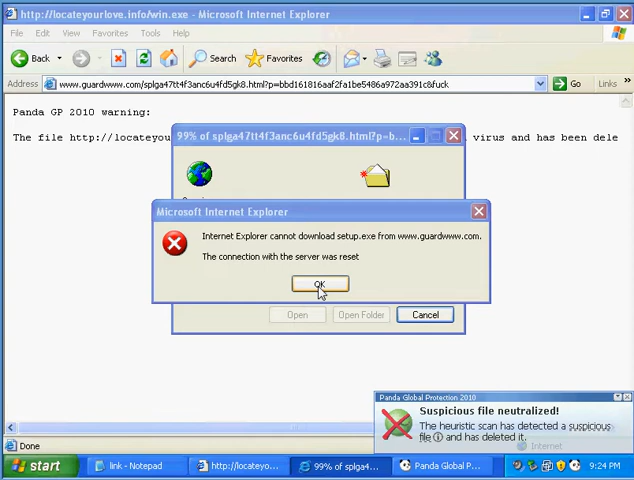 http://locateyourlove.info/win.exe - Microsoft Internet Explorer
File Edit View Favorites Tools Help
Back Search Favorites
Address www.guardwww.com/splga47tt4f3anc6u4fd5gk8.html?p=bbd161816aaf2fa1be5486a972aa391c8fuck Go Links
Panda GP 2010 warning:
The file http://locateyou virus and has been dele
99% of splga47tt4f3anc6u4fd5gk8.html?p=b...
Microsoft Internet Explorer
Internet Explorer cannot download setup.exe from www.guardwww.com.
The connection with the server was reset
OK
Open Open Folder Cancel
Panda Global Protection 2010
Suspicious file neutralized!
The heuristic scan has detected a suspicious
file and has deleted it.
Done Internet
start link - Notepad http://locateyo... 99% of splga47tt4... Panda Global Pro... 9:24 PM